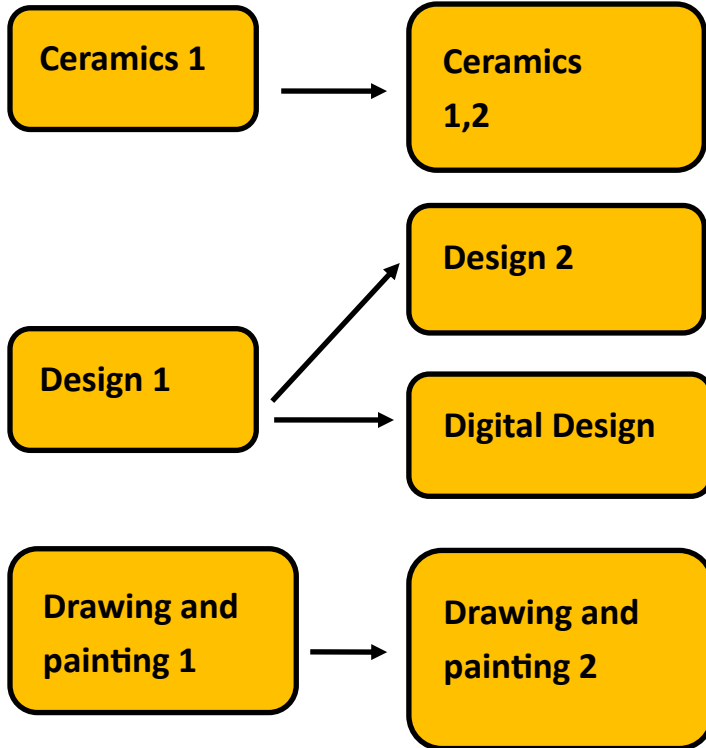 Ceramics 1
Ceramics
1,2
Design 2
Design 1
Digital Design
Drawing and
painting 1
Drawing and
painting 2